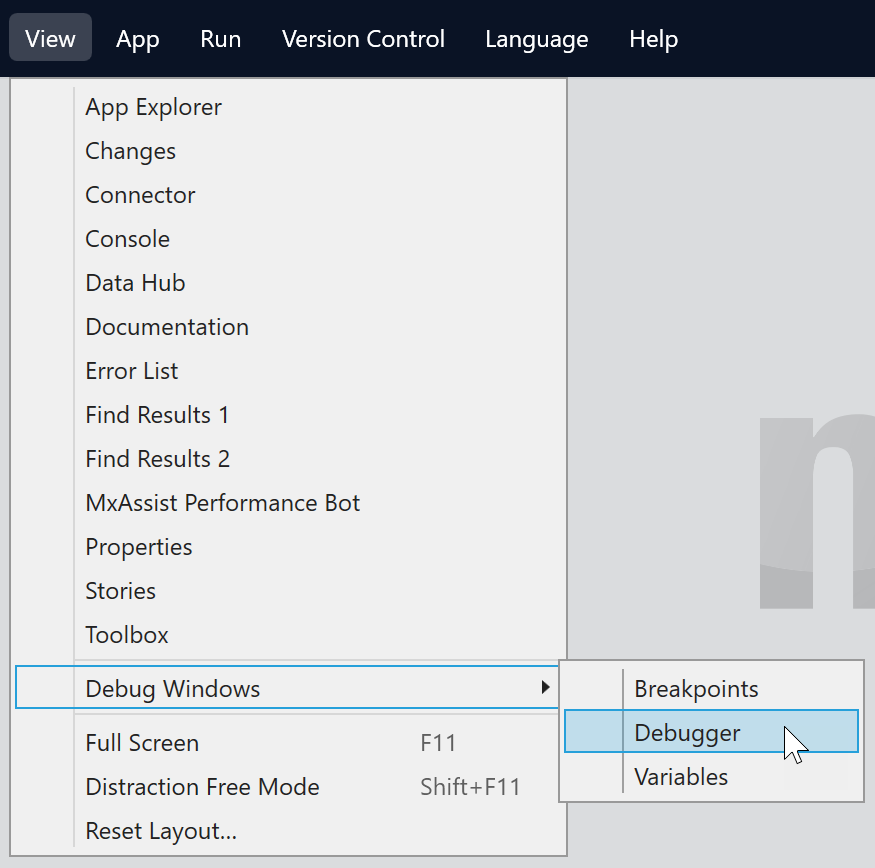 View App Run Version Control Language Help
App Explorer
Changes
Connector
Console
Data Hub
Documentation
Error List
Find Results 1
Find Results 2
MxAssist Performance Bot
Properties
Stories
Toolbox
Debug Windows
Breakpoints
Debugger
Variables
Full Screen F11
Distraction Free Mode Shift+F11
Reset Layout...